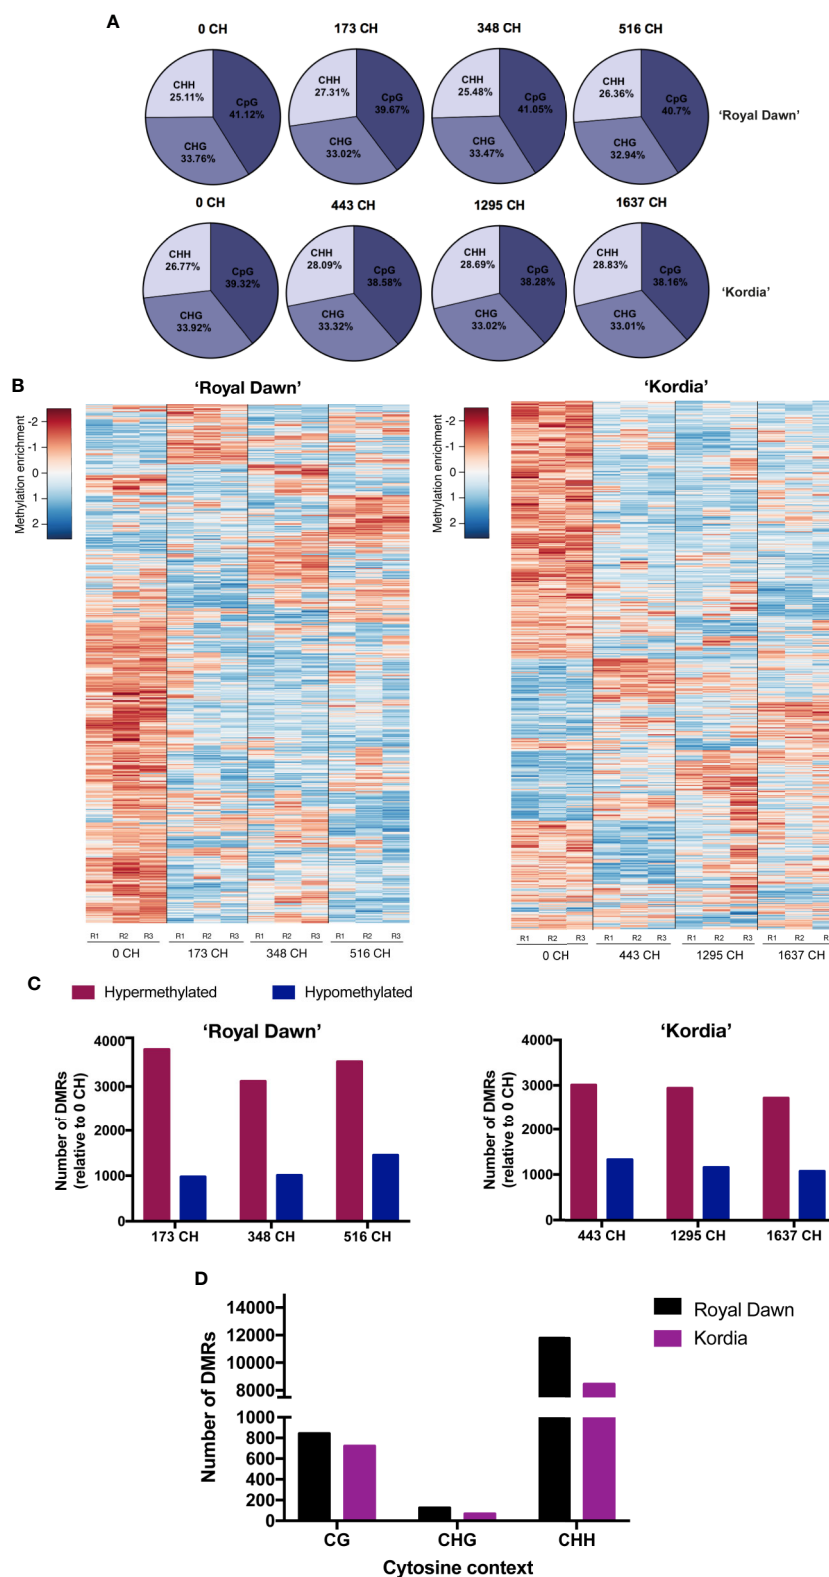 A
0 CH
173 CH
348 CH
516 CH
CHH
25.11%
CpG
41.12%
CHG
33.76%
CHH
27.31%
CpG
39.67%
CHG
33.02%
CHH
25.48%
CpG
41.05%
CHG
33.47%
CHH
26.36%
CpG
40.7%
CHG
32.94%
‘Royal Dawn’
0 CH
443 CH
1295 CH
1637 CH
CHH
26.77%
CpG
39.32%
CHG
33.92%
CHH
28.09%
CpG
38.58%
CHG
33.32%
CHH
28.69%
CpG
38.28%
CHG
33.02%
CHH
28.83%
CpG
38.16%
CHG
33.01%
‘Kordia’
B
‘Royal Dawn’
Methylation enrichment
-2
-1
0
1
2
R1 R2 R3 R1 R2 R3 R1 R2 R3 R1 R2 R3
0 CH 173 CH 348 CH 516 CH
‘Kordia’
Methylation enrichment
-2
-1
0
1
2
R1 R2 R3 R1 R2 R3 R1 R2 R3 R1 R2
0 CH 443 CH 1295 CH 1637 CH
C
Hypermethylated
Hypomethylated
‘Royal Dawn’
Number of DMRs
(relative to 0 CH)
4000
3000
2000
1000
0
173 CH 348 CH 516 CH
‘Kordia’
Number of DMRs
(relative to 0 CH)
4000
3000
2000
1000
0
443 CH 1295 CH 1637 CH
D
Number of DMRs
14000
12000
10000
8000
1000
800
600
400
200
0
CG CHG CHH
Cytosine context
Royal Dawn
Kordia